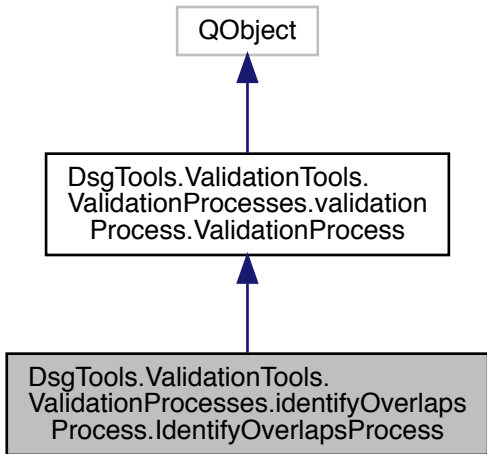 QObject
DsgTools.ValidationTools.
ValidationProcesses.validation
Process.ValidationProcess
DsgTools.ValidationTools.
ValidationProcesses.identifyOverlaps
Process.IdentifyOverlapsProcess